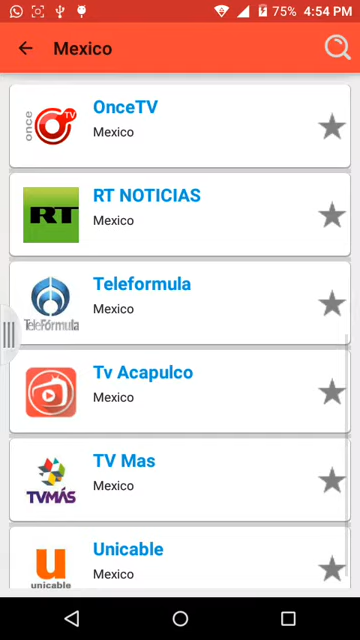 75% 4:54 PM
Mexico
once TV
OnceTV
Mexico
RT
RT NOTICIAS
Mexico
TeleFórmula
Teleformula
Mexico
Tv Acapulco
Mexico
TVMÁS
TV Mas
Mexico
u
unicable
Unicable
Mexico